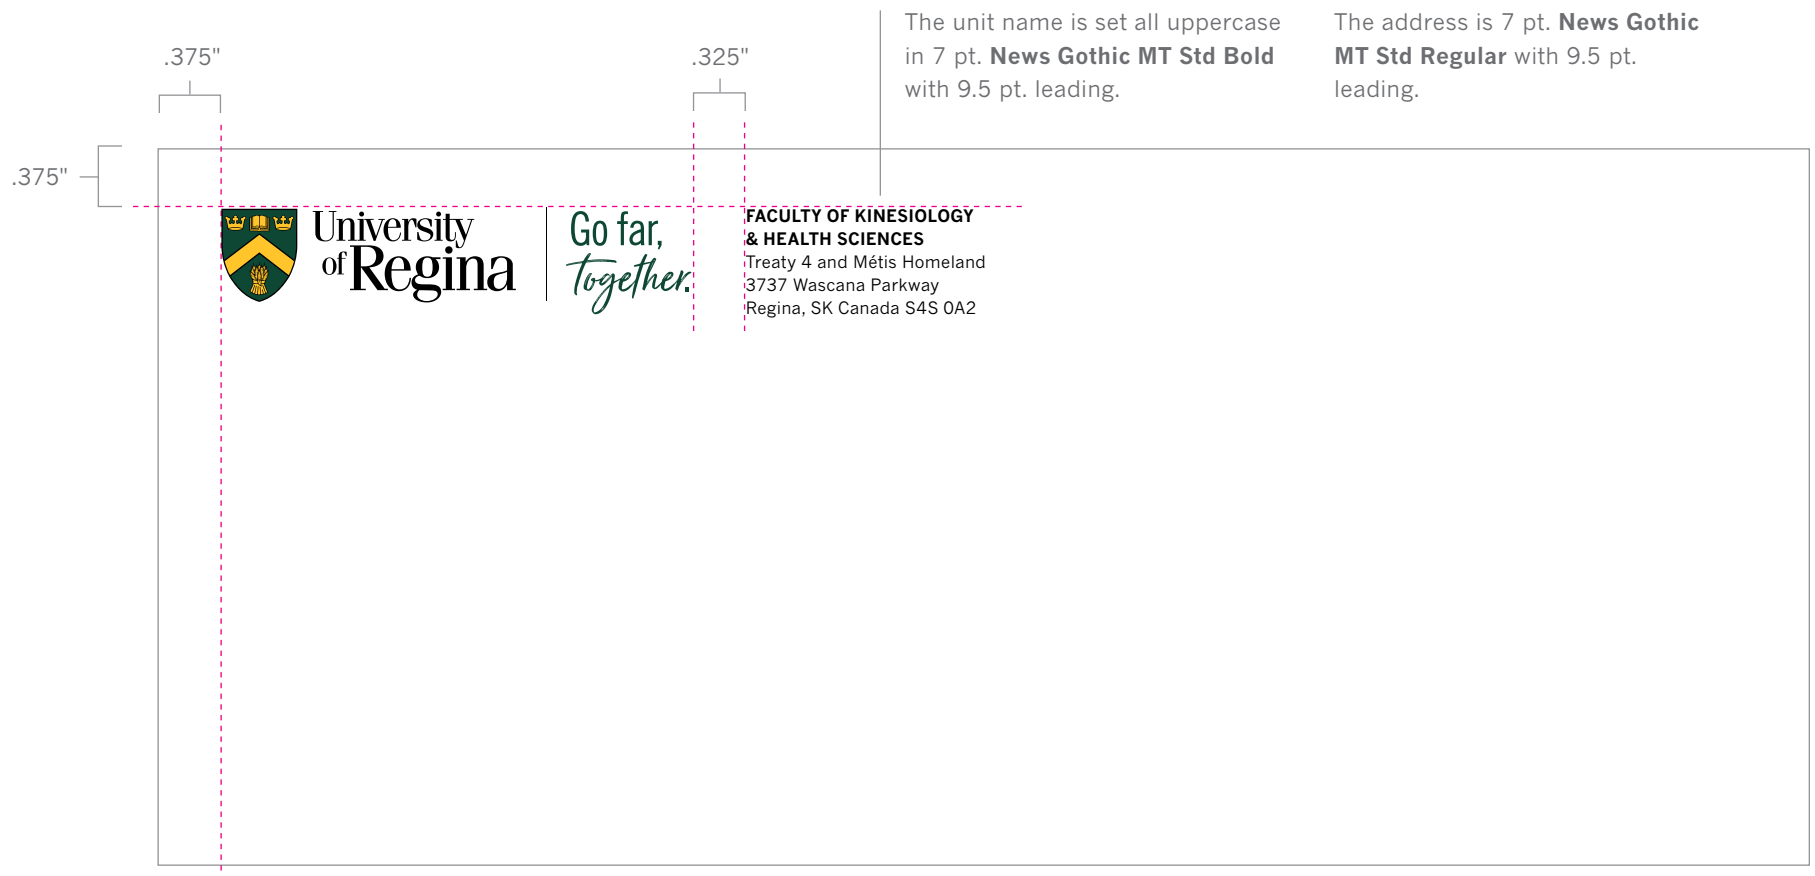 The unit name is set all uppercase
in 7 pt. News Gothic MT Std Bold
with 9.5 pt. leading.
The address is 7 pt. News Gothic
MT Std Regular with 9.5 pt.
leading.
.375"
.325"
.375"
University
of Regina
Go far,
together.
FACULTY OF KINESIOLOGY
& HEALTH SCIENCES
Treaty 4 and Métis Homeland
3737 Wascana Parkway
Regina, SK Canada S4S 0A2